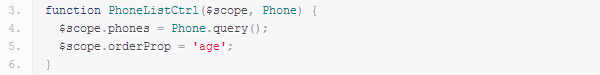 3. function PhoneListCtrl($scope, Phone) {
4.   $scope.phones = Phone.query();
5.   $scope.orderProp = 'age';
6. }